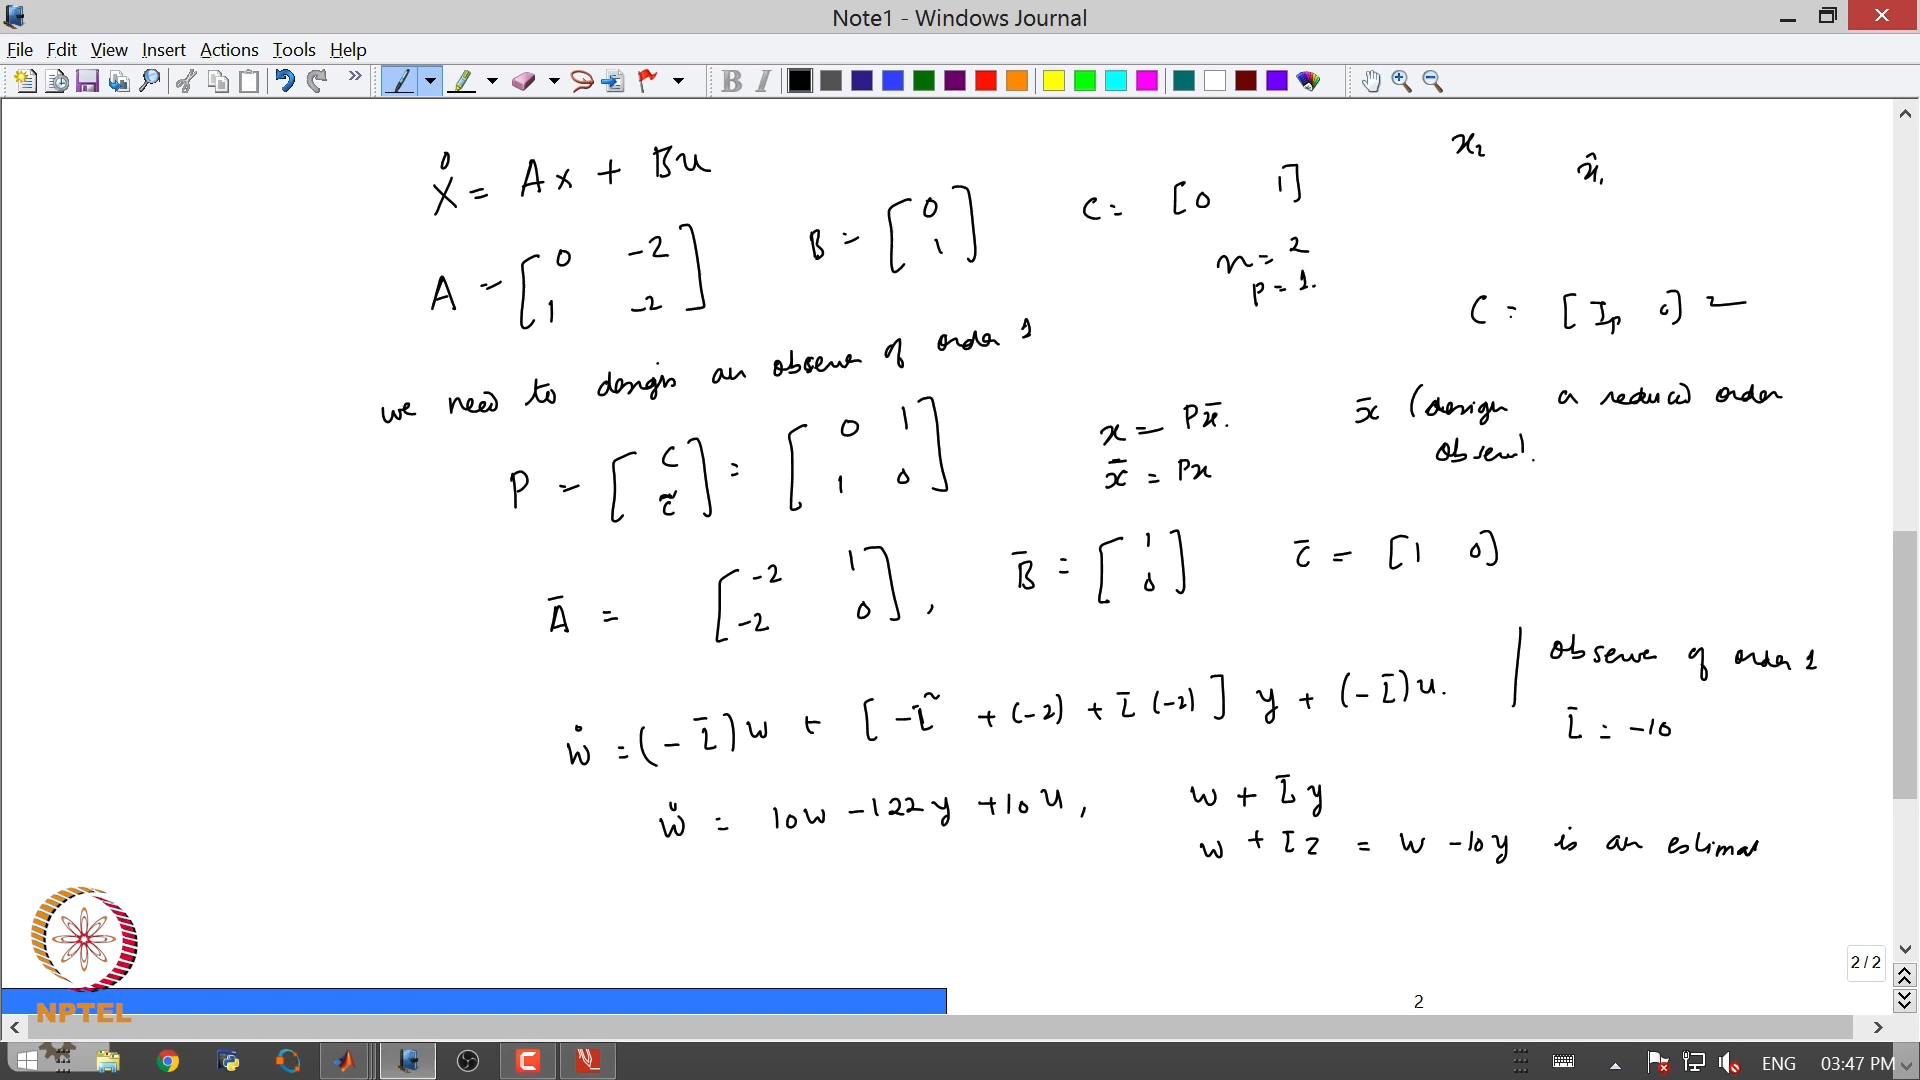 Note1 - Windows Journal
File Edit View Insert Actions Tools Help
B I
Ẋ = Ax + Bu
x₂
x̂₁
A = [0 -2; 1 -2] B = [0; 1] C = [0 1]
n = 2
p = 1.
C = [I_p 0]
we need to design an observer of order 1
P = [C; C̃] = [0 1; 1 0]
x = Px̄.
x̄ = Px
x̄ (design a reduced order
Ā = [-2 1; -2 0], B̄ = [1; 0] C̄ = [1 0]
ẇ = (-L̄)w + [-L̄² + (-2) + L̄(-2)] y + (-L̄)u.
observer of order 1
L̄ = -10
ẇ = 10w - 122y + 10u,
w + L̄y
w + L̄z = w - 10y is an estimat
NPTEL
2 / 2
2
ENG 03:47 PM